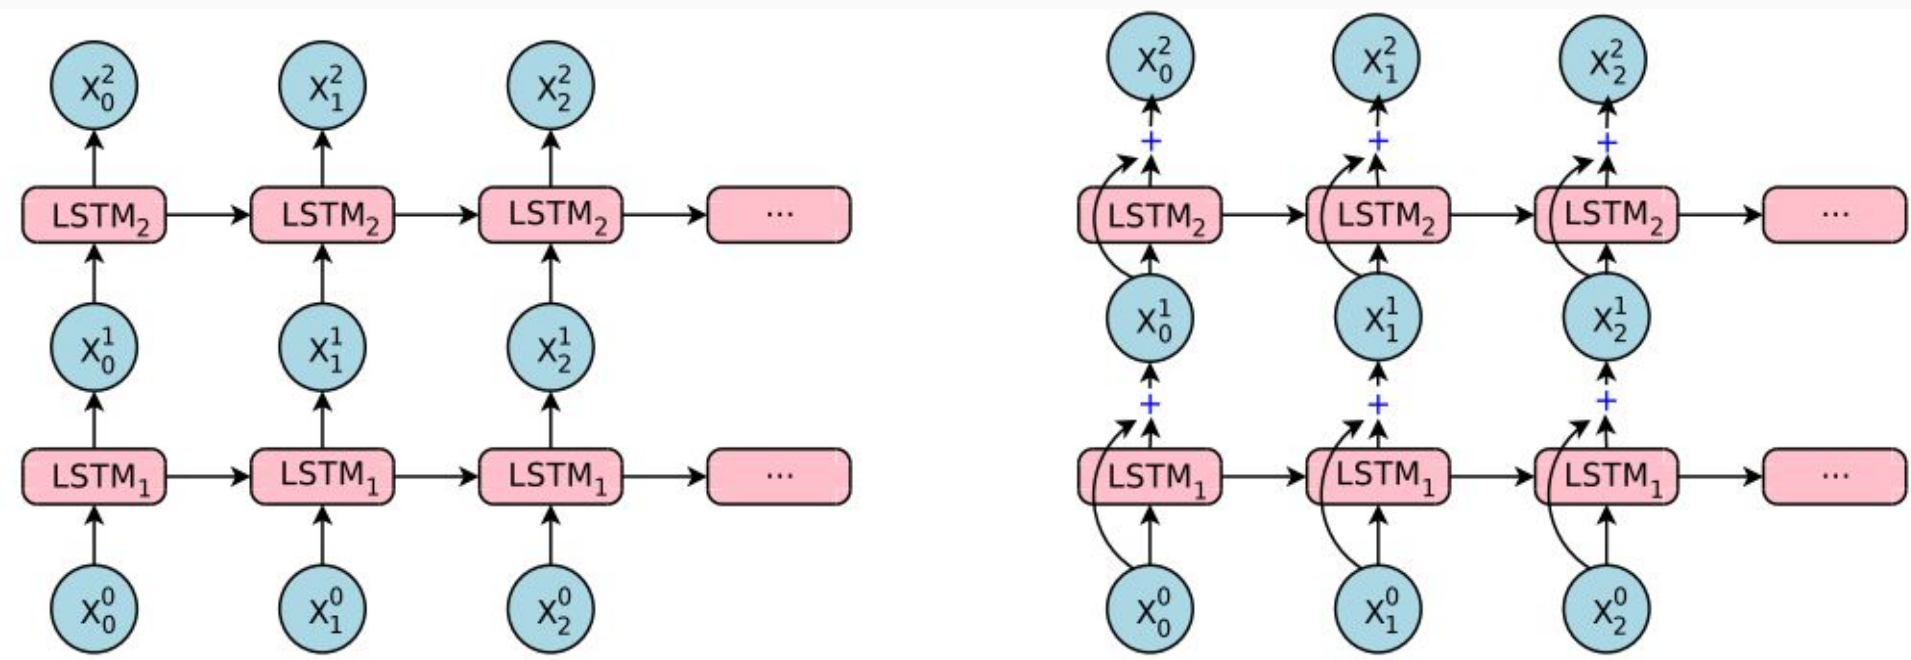 X₀² X₁² X₂² X₀² X₁² X₂²
+ + +
LSTM₂ LSTM₂ LSTM₂ ... LSTM₂ LSTM₂ LSTM₂ ...
X₀¹ X₁¹ X₂¹ X₀¹ X₁¹ X₂¹
+ + +
LSTM₁ LSTM₁ LSTM₁ ... LSTM₁ LSTM₁ LSTM₁ ...
X₀⁰ X₁⁰ X₂⁰ X₀⁰ X₁⁰ X₂⁰